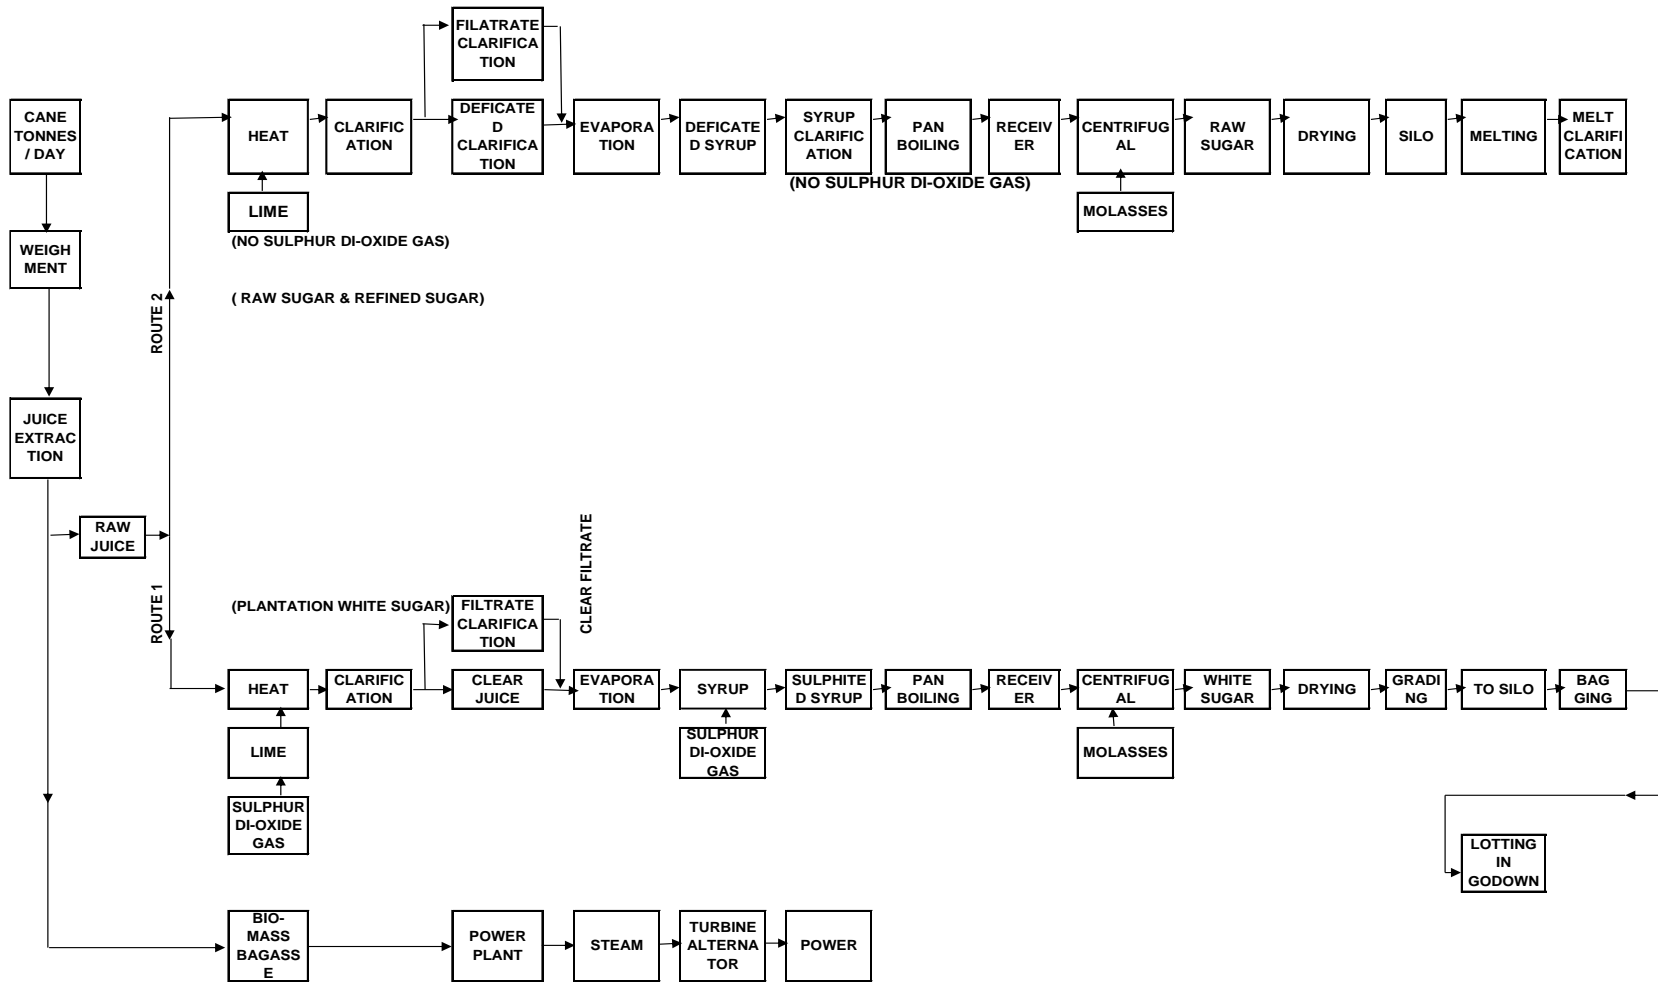 FILATRATE
CLARIFICA
TION
CANE
TONNES
/ DAY
HEAT
CLARIFIC
ATION
DEFICATE
D
CLARIFICA
TION
EVAPORA
TION
DEFICATE
D SYRUP
SYRUP
CLARIFIC
ATION
PAN
BOILING
RECEIV
ER
CENTRIFUG
AL
RAW
SUGAR
DRYING
SILO
MELTING
MELT
CLARIFI
CATION
(NO SULPHUR DI-OXIDE GAS)
LIME
MOLASSES
(NO SULPHUR DI-OXIDE GAS)
WEIGH
MENT
( RAW SUGAR & REFINED SUGAR)
ROUTE 2
JUICE
EXTRAC
TION
RAW
JUICE
ROUTE 1
CLEAR FILTRATE
(PLANTATION WHITE SUGAR)
FILTRATE
CLARIFICA
TION
HEAT
CLARIFIC
ATION
CLEAR
JUICE
EVAPORA
TION
SYRUP
SULPHITE
D SYRUP
PAN
BOILING
RECEIV
ER
CENTRIFUG
AL
WHITE
SUGAR
DRYING
GRADI
NG
TO SILO
BAG
GING
LIME
SULPHUR
DI-OXIDE
GAS
MOLASSES
SULPHUR
DI-OXIDE
GAS
LOTTING
IN
GODOWN
BIO-
MASS
BAGASS
E
POWER
PLANT
STEAM
TURBINE
ALTERNA
TOR
POWER